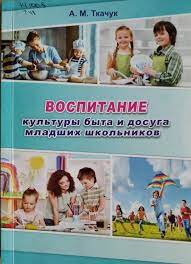 А. М. Ткачук
ВОСПИТАНИЕ
культуры быта и досуга
младших школьников